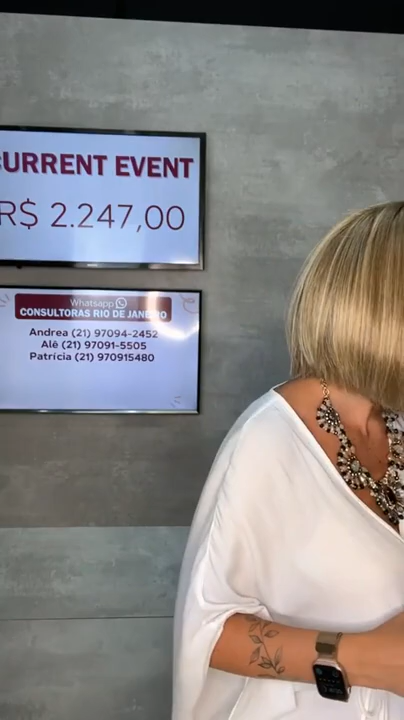 CURRENT EVENT
R$ 2.247,00
Whatsapp
CONSULTORAS RIO DE JANEIRO
Andrea (21) 97094-2452
Alê (21) 97091-5505
Patrícia (21) 970915480